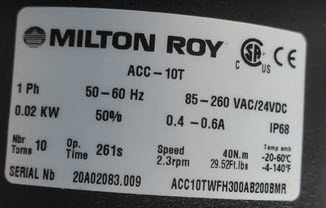 MILTON ROY
ACC-10T
C US
1 Ph 50-60 Hz 85-260 VAC/24VDC
0.02 KW 50% 0.4 -0.6A IP68
Nbr Turns 10 Op. Time 261s Speed 2.3rpm 40N.m 29.52Ft.lbs Temp amb -20-60°C -4-140°F
SERIAL Nb 20A02083.009 ACC10TWFH300AB200BMR